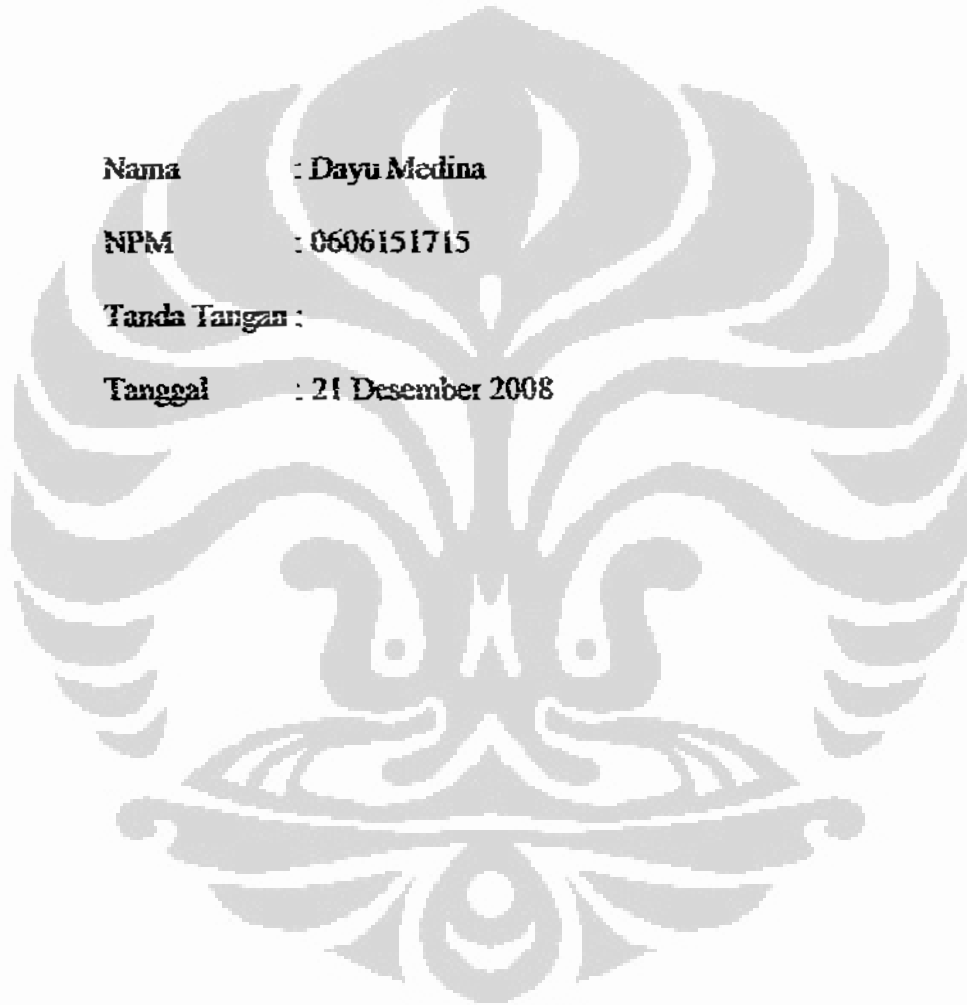 Nama : Dayu Medina
NPM : 0606151715
Tanda Tangan :
Tanggal : 21 Desember 2008